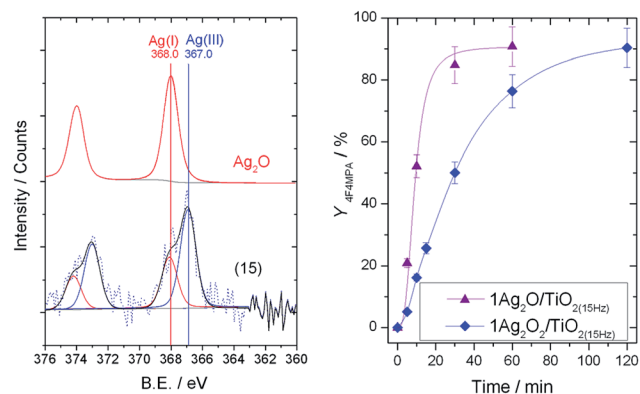 Ag(I) Ag(III)
368.0 367.0
Ag₂O
(15)
Intensity / Counts
376 374 372 370 368 366 364 362 360
B.E. / eV
Y 4F4MPA / %
100
80
60
40
20
0
1Ag₂O/TiO₂(15Hz)
1Ag₂O₂/TiO₂(15Hz)
0 20 40 60 80 100 120
Time / min